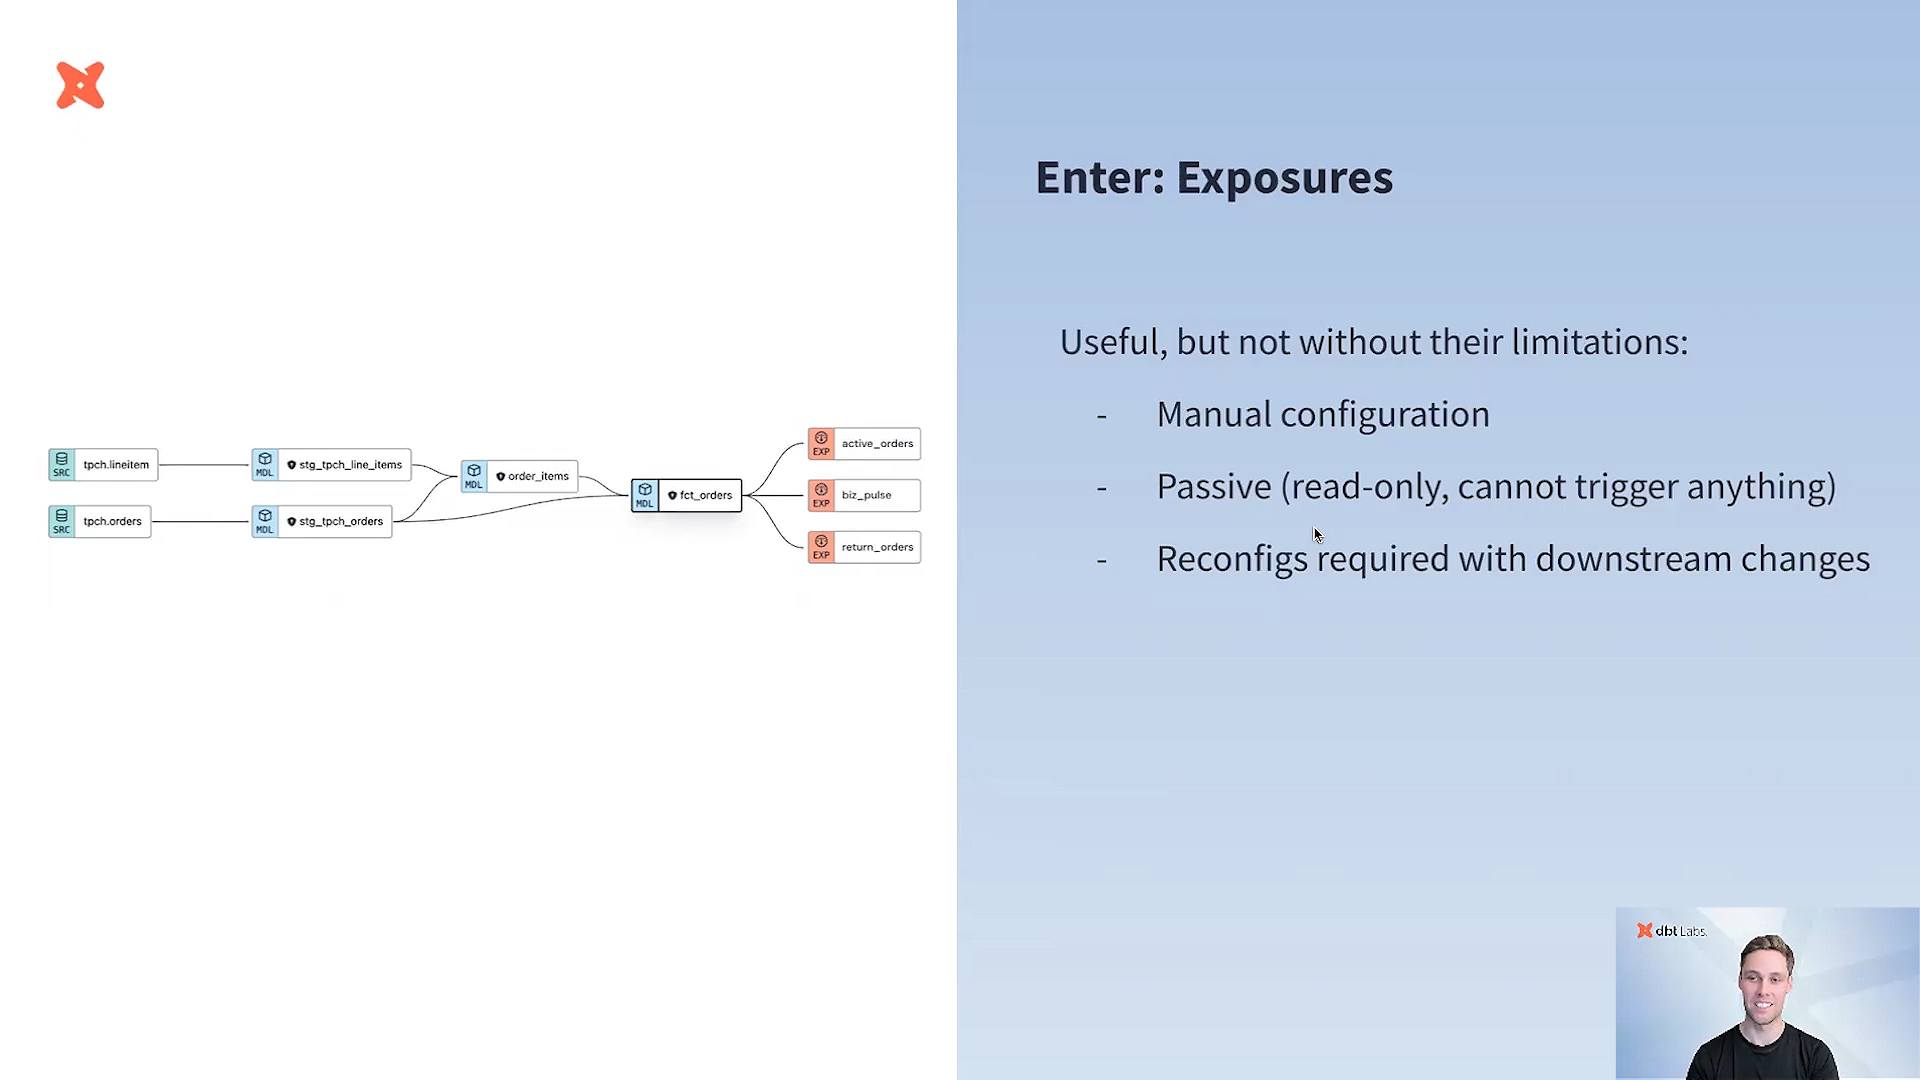 Enter: Exposures
Useful, but not without their limitations:
- Manual configuration
- Passive (read-only, cannot trigger anything)
- Reconfigs required with downstream changes
SRC tpch.lineitem
SRC tpch.orders
MDL stg_tpch_line_items
MDL stg_tpch_orders
MDL order_items
MDL fct_orders
EXP active_orders
EXP biz_pulse
EXP return_orders
dbt Labs